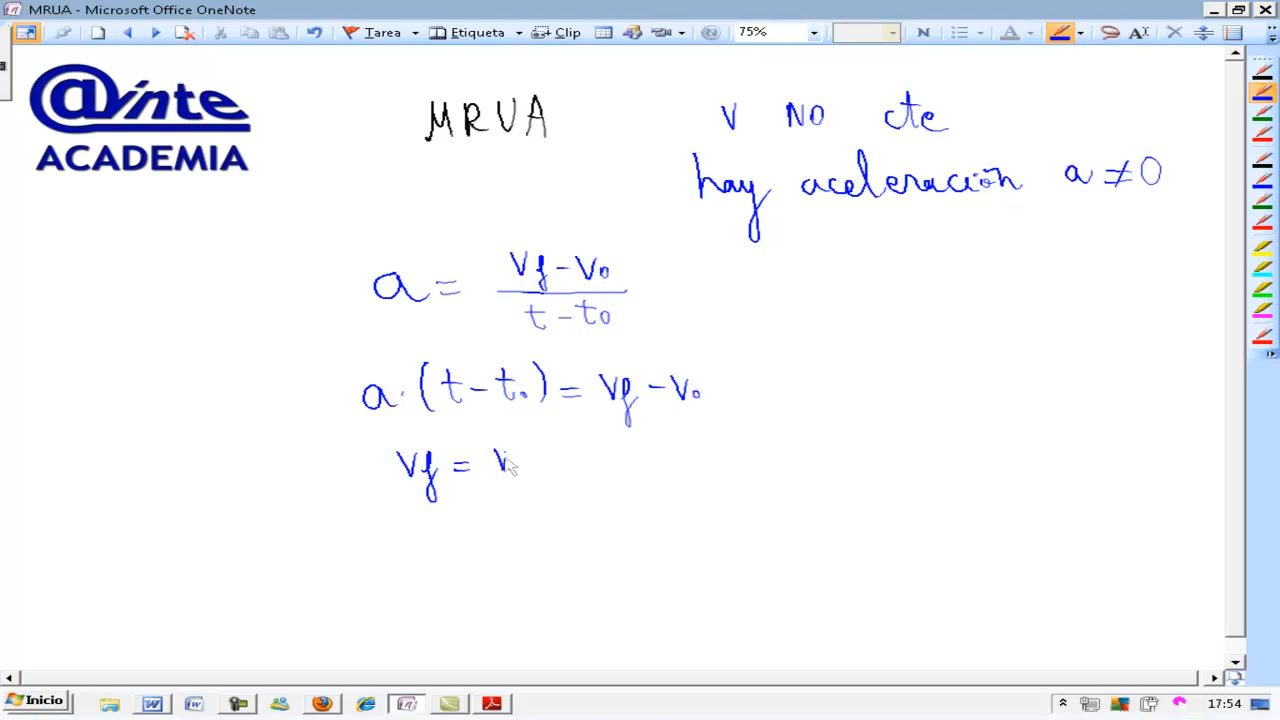 MRUA - Microsoft Office OneNote
Tarea Etiqueta Clip 75% N A
@inte
ACADEMIA
MRUA
v NO cte
hay aceleración a ≠ 0
a = vf - v0 / t - t0
a · (t - t0) = vf - v0
vf = v
Inicio 17:54